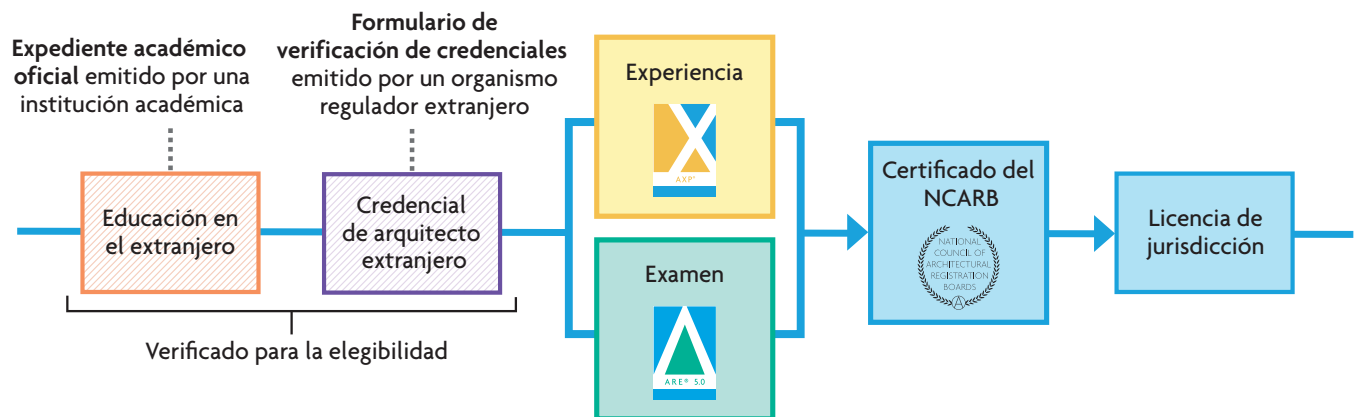 Expediente académico
oficial emitido por una
institución académica
Formulario de
verificación de credenciales
emitido por un organismo
regulador extranjero
Educación en
el extranjero
Credencial
de arquitecto
extranjero
Verificado para la elegibilidad
Experiencia
AXP®
Examen
ARE® 5.0
Certificado del
NCARB
NATIONAL
COUNCIL OF
ARCHITECTURAL
REGISTRATION
BOARDS
A
Licencia de
jurisdicción